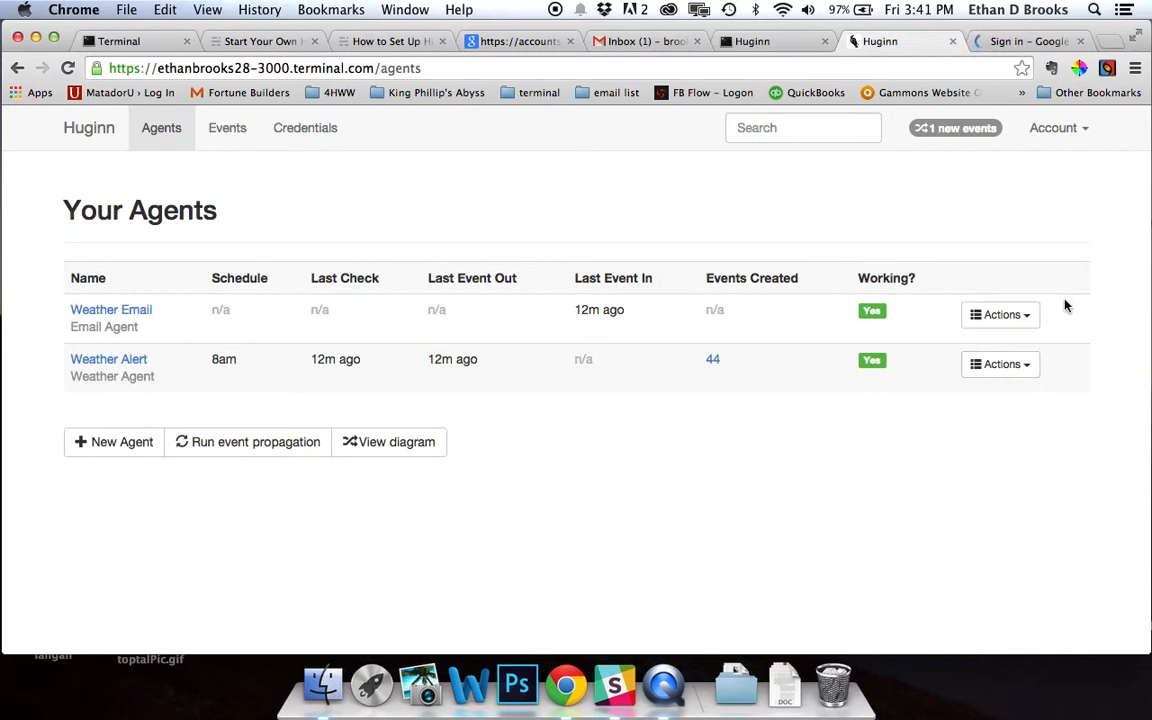 Chrome File Edit View History Bookmarks Window Help 2 97% Fri 3:41 PM Ethan D Brooks
Terminal × Start Your Own × How to Set Up H × https://accounts × Inbox (1) – broo × Huginn × Huginn × Sign in – Google ×
https://ethanbrooks28-3000.terminal.com/agents
Apps MatadorU › Log In Fortune Builders 4HWW King Phillip's Abyss terminal email list FB Flow – Logon QuickBooks Gammons Website » Other Bookmarks
Huginn Agents Events Credentials Search 1 new events Account
Your Agents
Name Schedule Last Check Last Event Out Last Event In Events Created Working?
Weather Email n/a n/a n/a 12m ago n/a Yes Actions
Email Agent
Weather Alert 8am 12m ago 12m ago n/a 44 Yes Actions
Weather Agent
New Agent Run event propagation View diagram
toptalPic.gif
Ps S DOC